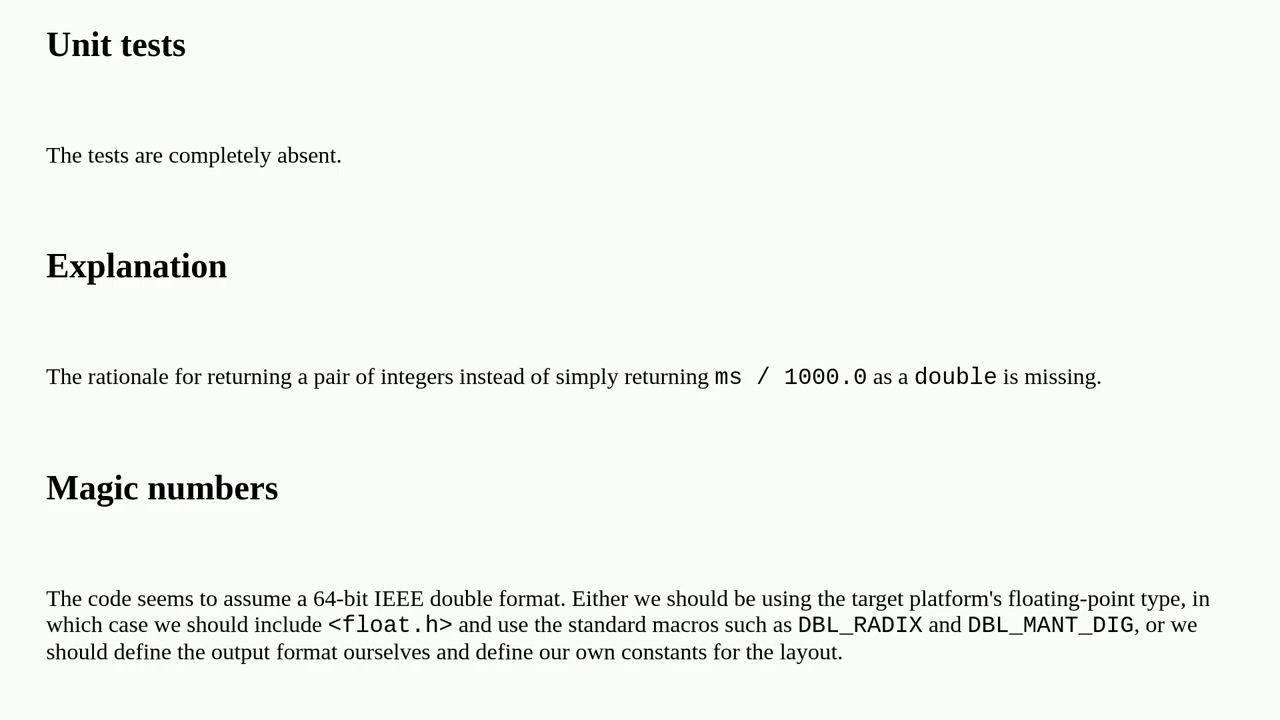 Unit tests
The tests are completely absent.
Explanation
The rationale for returning a pair of integers instead of simply returning ms / 1000.0 as a double is missing.
Magic numbers
The code seems to assume a 64-bit IEEE double format. Either we should be using the target platform's floating-point type, in
which case we should include <float.h> and use the standard macros such as DBL_RADIX and DBL_MANT_DIG, or we
should define the output format ourselves and define our own constants for the layout.